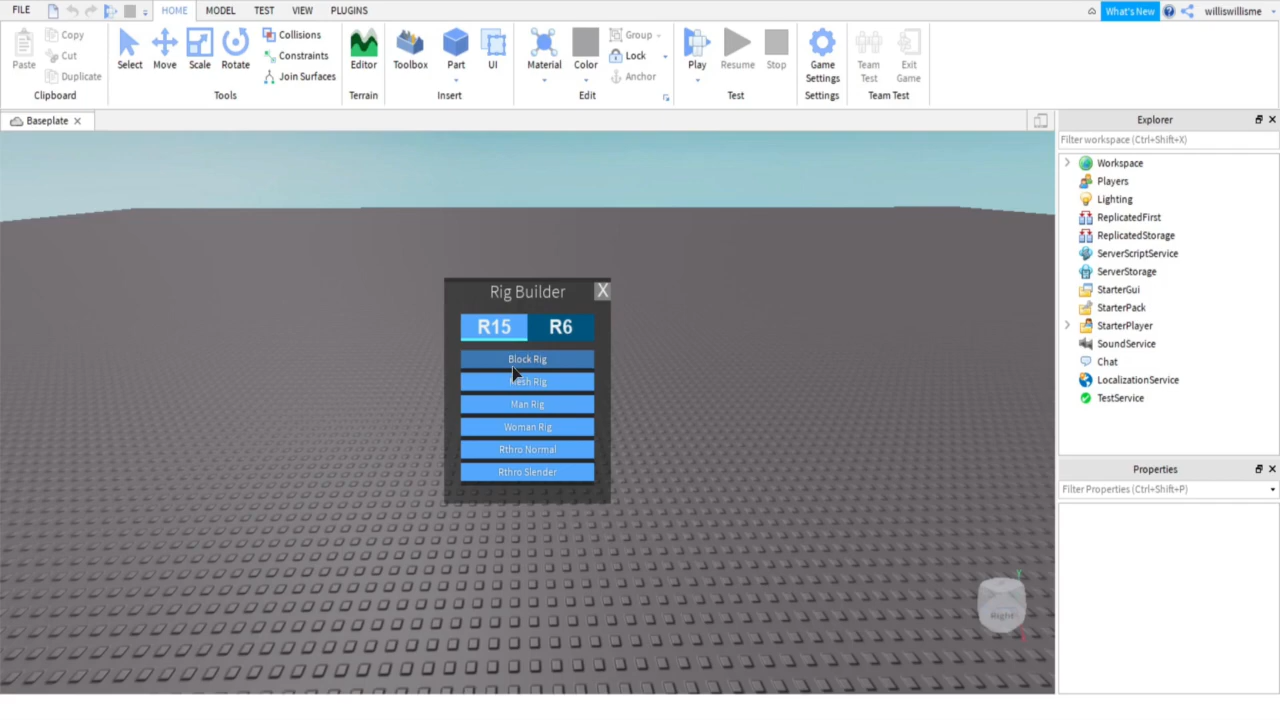 FILE HOME MODEL TEST VIEW PLUGINS What's New willиswillisme
Copy Collisions Group
Cut Constraints Lock
Duplicate Join Surfaces Anchor
Paste Select Move Scale Rotate Editor Toolbox Part UI Material Color Play Resume Stop Game Settings Team Test Exit Game
Clipboard Tools Terrain Insert Edit Test Settings Team Test
Baseplate
Explorer
Filter workspace (Ctrl+Shift+X)
Workspace
Players
Lighting
ReplicatedFirst
ReplicatedStorage
ServerScriptService
ServerStorage
StarterGui
StarterPack
StarterPlayer
SoundService
Chat
LocalizationService
TestService
Properties
Filter Properties (Ctrl+Shift+P)
Rig Builder X
R15 R6
Block Rig
Mesh Rig
Man Rig
Woman Rig
Rthro Normal
Rthro Slender
Right
Y